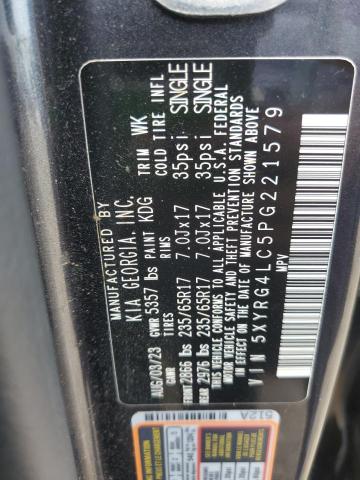 MANUFACTURED BY
KIA GEORGIA, INC.
AUG/03/23 GVWR 5357 lbs PAINT KDG TRIM WK
GAWR TIRES RIMS COLD TIRE INFL
FRONT 2866 lbs 235/65R17 7.0Jx17 35psi SINGLE
REAR 2976 lbs 235/65R17 7.0Jx17 35psi SINGLE
THIS VEHICLE CONFORMS TO ALL APPLICABLE U.S.A. FEDERAL
MOTOR VEHICLE SAFETY AND THEFT PREVENTION STANDARDS
IN EFFECT ON THE DATE OF MANUFACTURE SHOWN ABOVE.
VIN 5XYRG4LC5PG221579
MPV
512A